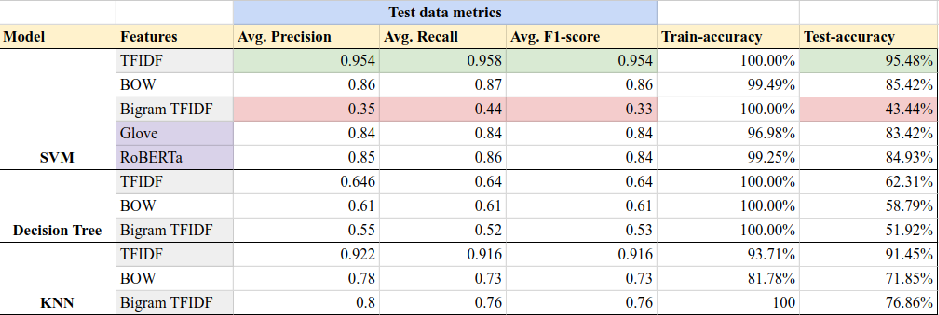 Test data metrics
Model Features Avg. Precision Avg. Recall Avg. F1-score Train-accuracy Test-accuracy
TFIDF 0.954 0.958 0.954 100.00% 95.48%
BOW 0.86 0.87 0.86 99.49% 85.42%
Bigram TFIDF 0.35 0.44 0.33 100.00% 43.44%
Glove 0.84 0.84 0.84 96.98% 83.42%
SVM RoBERTa 0.85 0.86 0.84 99.25% 84.93%
TFIDF 0.646 0.64 0.64 100.00% 62.31%
BOW 0.61 0.61 0.61 100.00% 58.79%
Decision Tree Bigram TFIDF 0.55 0.52 0.53 100.00% 51.92%
TFIDF 0.922 0.916 0.916 93.71% 91.45%
BOW 0.78 0.73 0.73 81.78% 71.85%
KNN Bigram TFIDF 0.8 0.76 0.76 100 76.86%